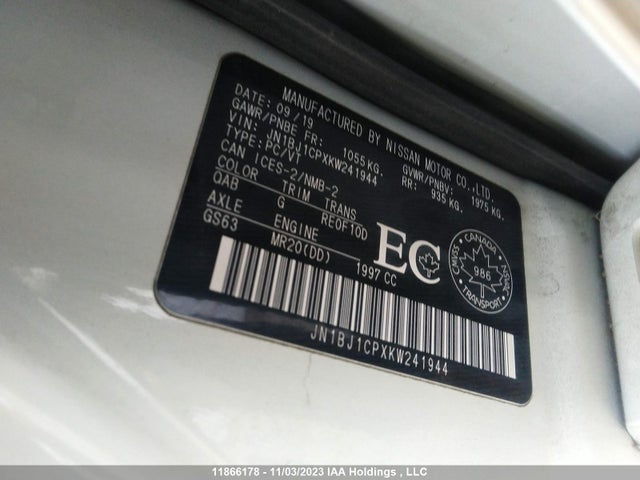 MANUFACTURED BY NISSAN MOTOR CO.,LTD.
DATE: 09/19 GVWR/PNBV: 1975 KG.
GAWR/PNBE FR: 1055 KG. RR: 935 KG.
VIN: JN1BJ1CPXKW241944
TYPE: PC/VT
CAN ICES-2/NMB-2
COLOR TRIM TRANS
QAB G RE0F10D
AXLE ENGINE
GS63 MR20(DD) 1997 CC
EC
CANADA
CMVSS 986 NSVAC
TRANSPORT
JN1BJ1CPXKW241944
11866178 - 11/03/2023 IAA Holdings , LLC